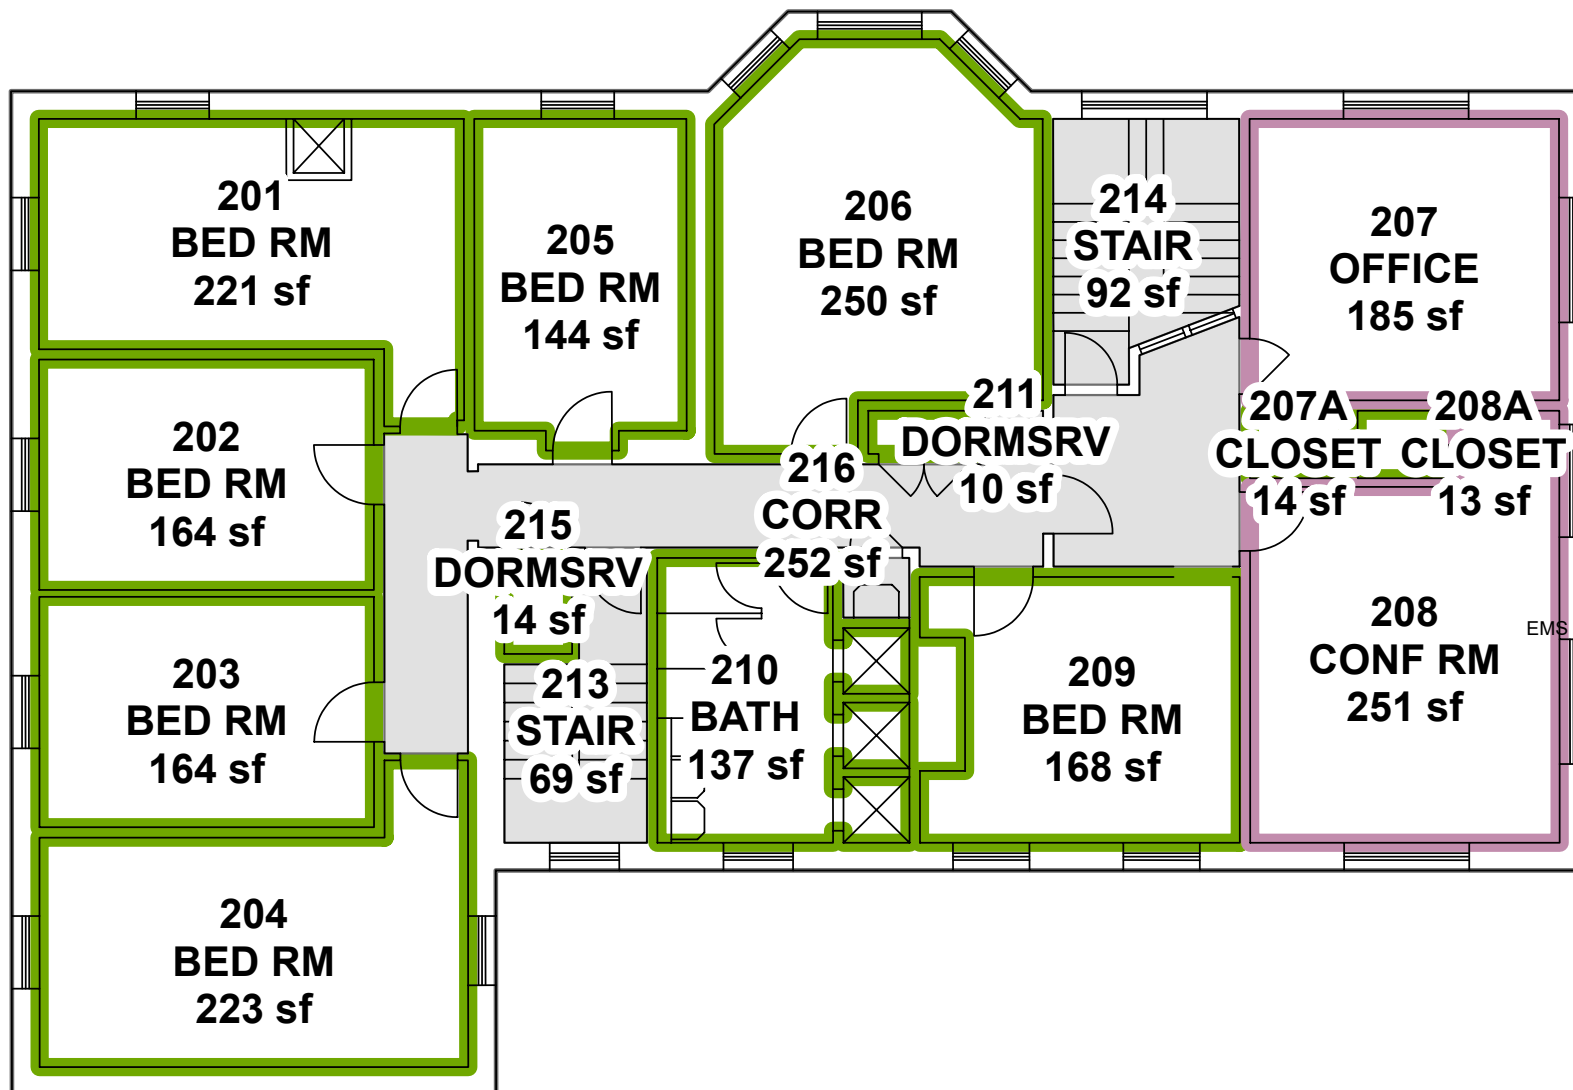 201
BED RM
221 sf
205
BED RM
144 sf
206
BED RM
250 sf
214
STAIR
92 sf
207
OFFICE
185 sf
202
BED RM
164 sf
211
DORMSRV
10 sf
207A
CLOSET
14 sf
208A
CLOSET
13 sf
216
CORR
252 sf
215
DORMSRV
14 sf
203
BED RM
164 sf
213
STAIR
69 sf
210
BATH
137 sf
209
BED RM
168 sf
208
CONF RM
251 sf
EMS
204
BED RM
223 sf